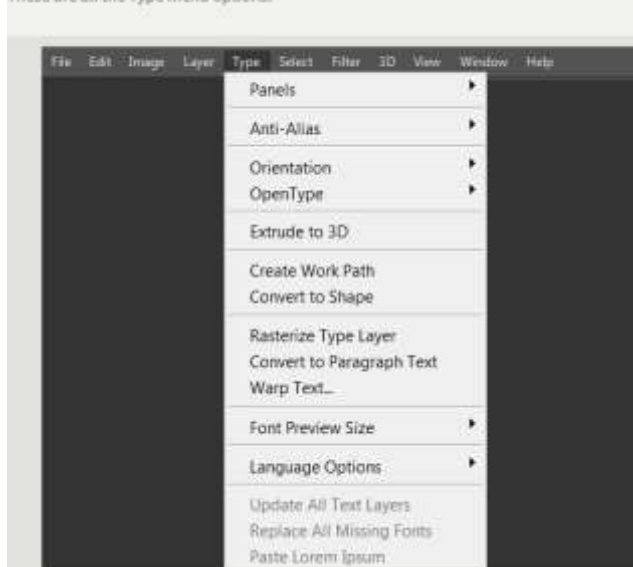 These are all the Type Menu options.
File Edit Image Layer Type Select Filter 3D View Window Help
Panels
Anti-Alias
Orientation
OpenType
Extrude to 3D
Create Work Path
Convert to Shape
Rasterize Type Layer
Convert to Paragraph Text
Warp Text...
Font Preview Size
Language Options
Update All Text Layers
Replace All Missing Fonts
Paste Lorem Ipsum